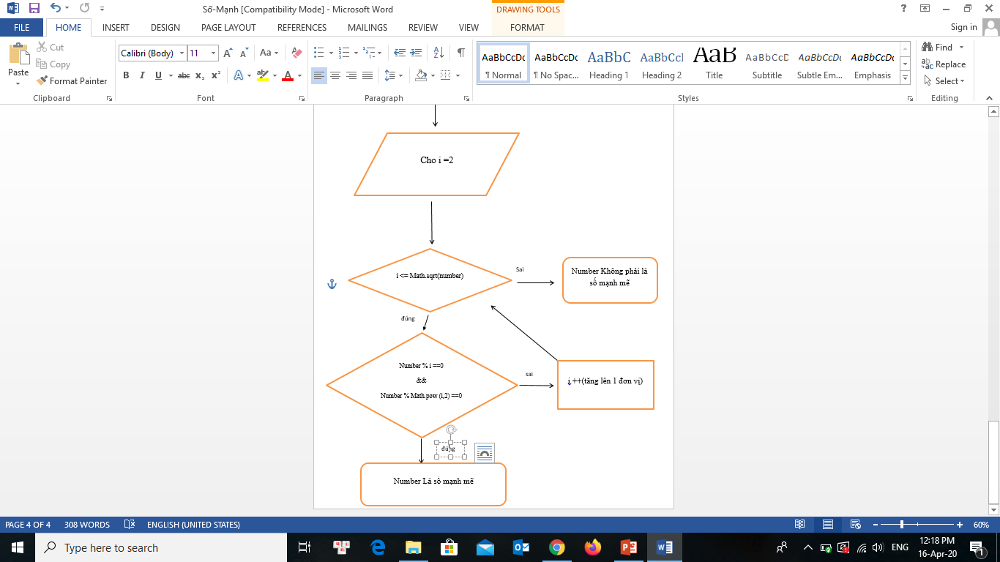 Số-Mạnh [Compatibility Mode] - Microsoft Word
DRAWING TOOLS
FILE HOME INSERT DESIGN PAGE LAYOUT REFERENCES MAILINGS REVIEW VIEW FORMAT
Sign in
Paste
Cut
Copy
Format Painter
Clipboard
Calibri (Body) 11
Font
Paragraph
AaBbCcDc AaBbCcDc AaBbC AaBbCcI AaB AaBbCcD AaBbCcDc AaBbCcDc
¶ Normal ¶ No Spac... Heading 1 Heading 2 Title Subtitle Subtle Em... Emphasis
Styles
Find
Replace
Select
Editing
Cho i =2
i <= Math.sqrt(number)
Sai
Number Không phải là
số mạnh mẽ
đúng
Number % i ==0
&&
Number % Math.pow (i,2) ==0
sai
i ++(tăng lên 1 đơn vị)
đúng
Number Là số mạnh mẽ
PAGE 4 OF 4 308 WORDS ENGLISH (UNITED STATES) 60%
Type here to search
ENG
12:18 PM
16-Apr-20
1